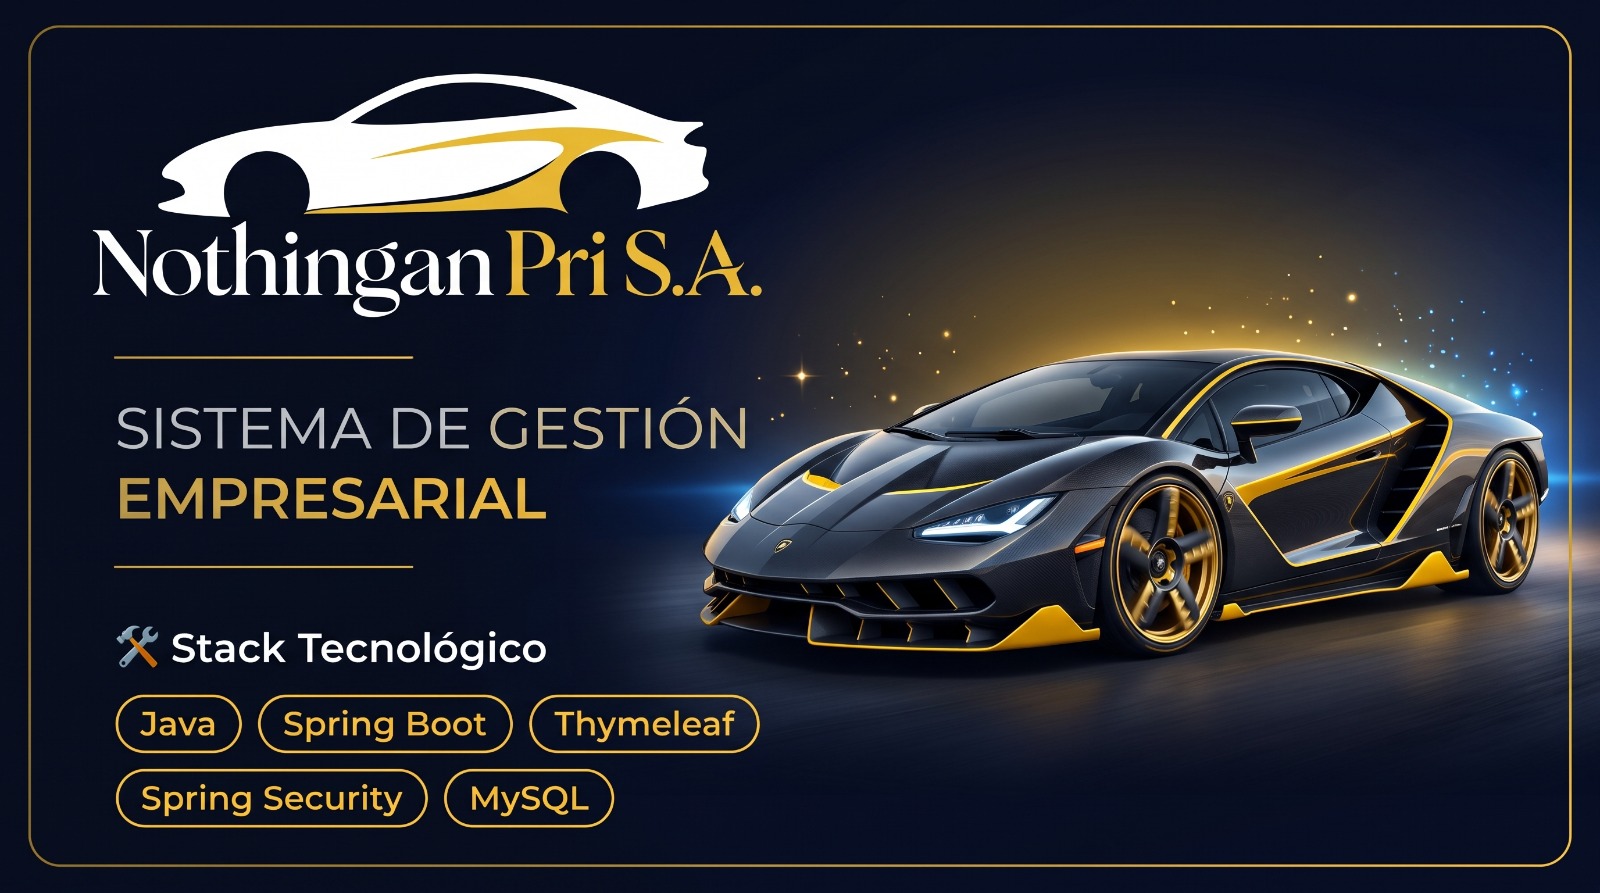 Nothingan Pri S.A.
SISTEMA DE GESTIÓN
EMPRESARIAL
Stack Tecnológico
Java Spring Boot Thymeleaf
Spring Security MySQL